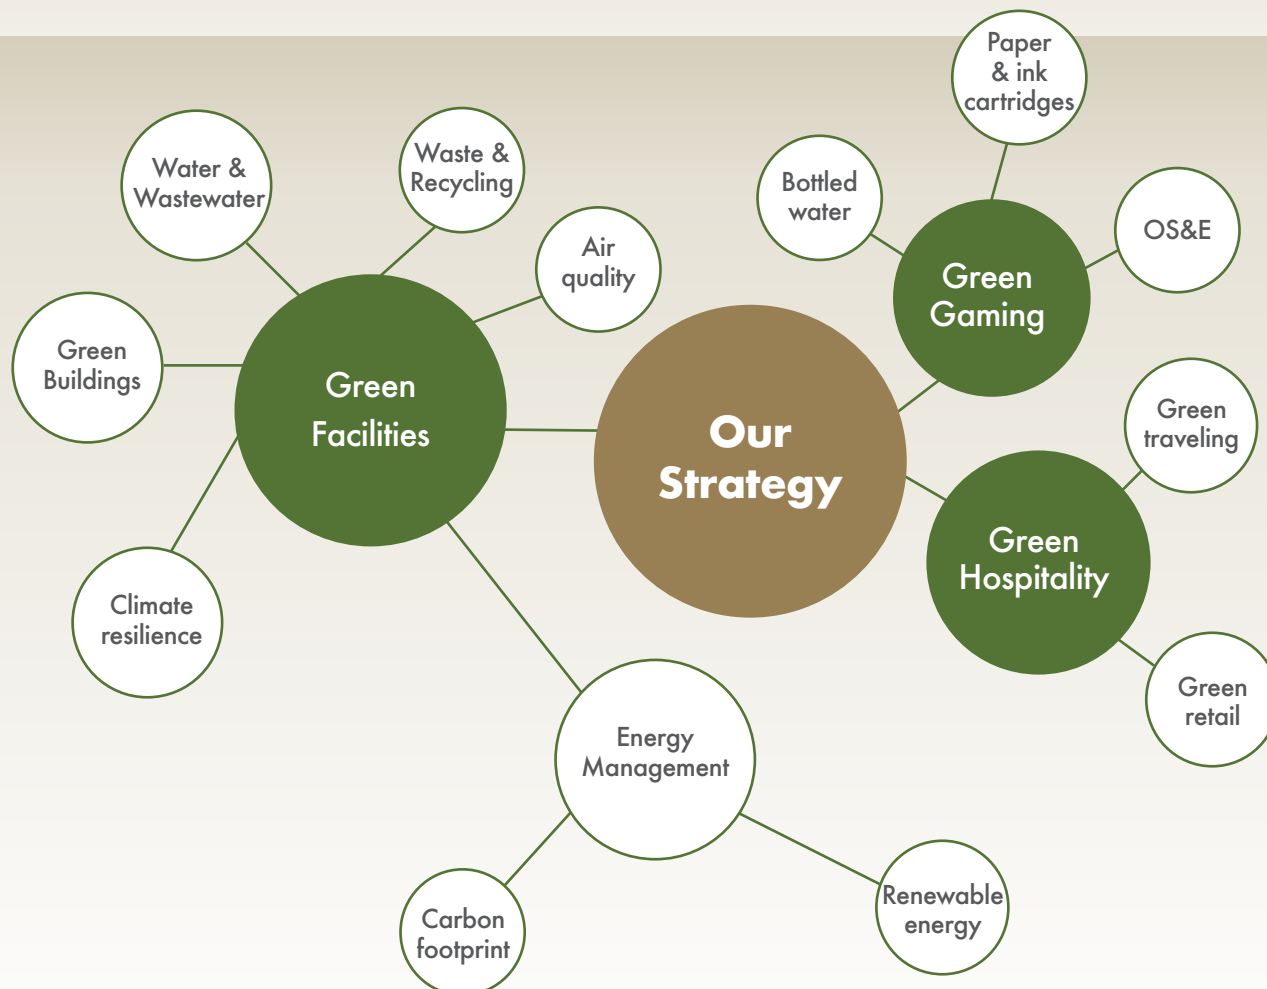 Paper
& ink
cartridges
Water &
Wastewater
Waste &
Recycling
Bottled
water
OS&E
Air
quality
Green
Gaming
Green
Buildings
Green
Facilities
Our
Strategy
Green
traveling
Green
Hospitality
Climate
resilience
Green
retail
Energy
Management
Carbon
footprint
Renewable
energy